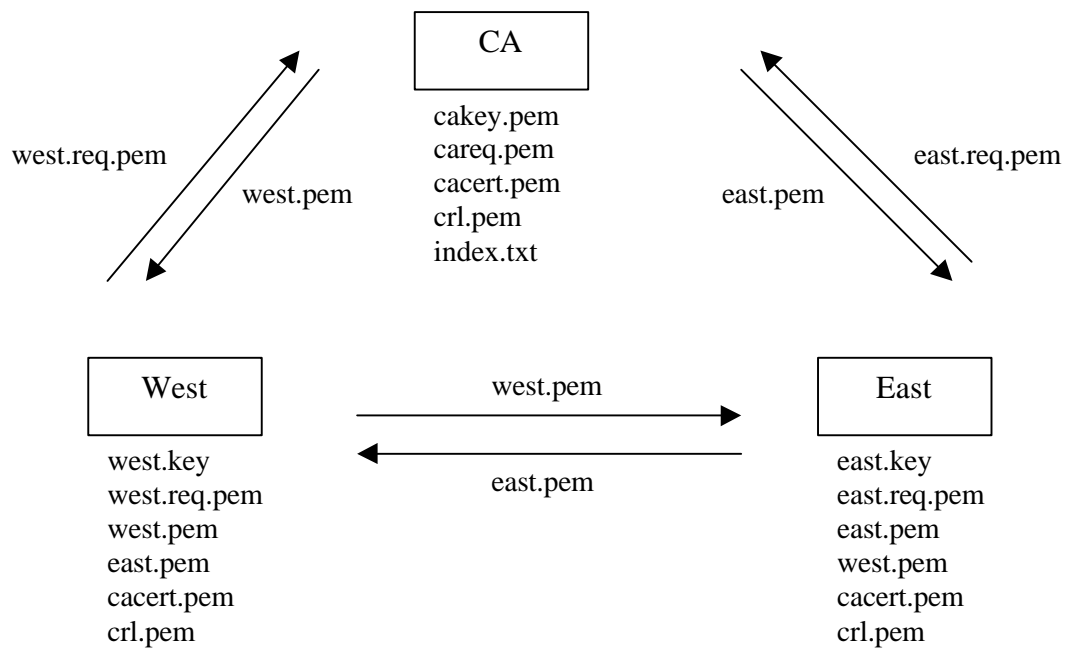 CA
cakey.pem
careq.pem
cacert.pem
crl.pem
index.txt
west.req.pem
west.pem
east.pem
east.req.pem
West
west.key
west.req.pem
west.pem
east.pem
cacert.pem
crl.pem
west.pem
east.pem
East
east.key
east.req.pem
east.pem
west.pem
cacert.pem
crl.pem